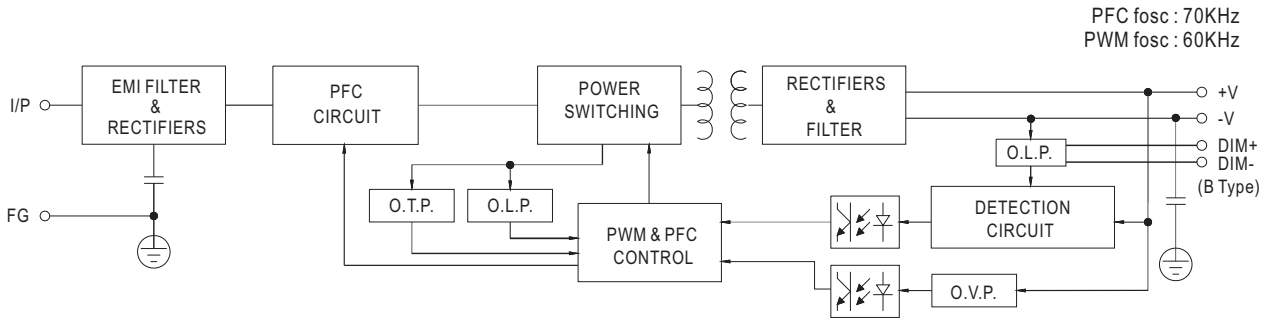 PFC fosc : 70KHz
PWM fosc : 60KHz
I/P
EMI FILTER
&
RECTIFIERS
PFC
CIRCUIT
POWER
SWITCHING
RECTIFIERS
&
FILTER
+V
-V
DIM+
DIM-
(B Type)
O.L.P.
FG
O.T.P.
O.L.P.
PWM & PFC
CONTROL
DETECTION
CIRCUIT
O.V.P.